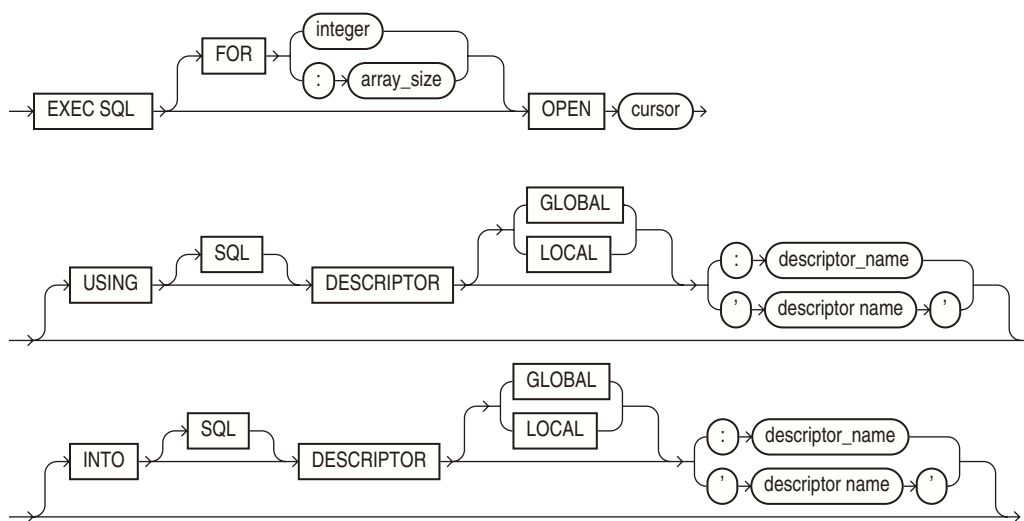 integer
FOR
: array_size
EXEC SQL OPEN cursor
GLOBAL
SQL LOCAL : descriptor_name
USING DESCRIPTOR ' descriptor name '
GLOBAL
SQL LOCAL : descriptor_name
INTO DESCRIPTOR ' descriptor name '